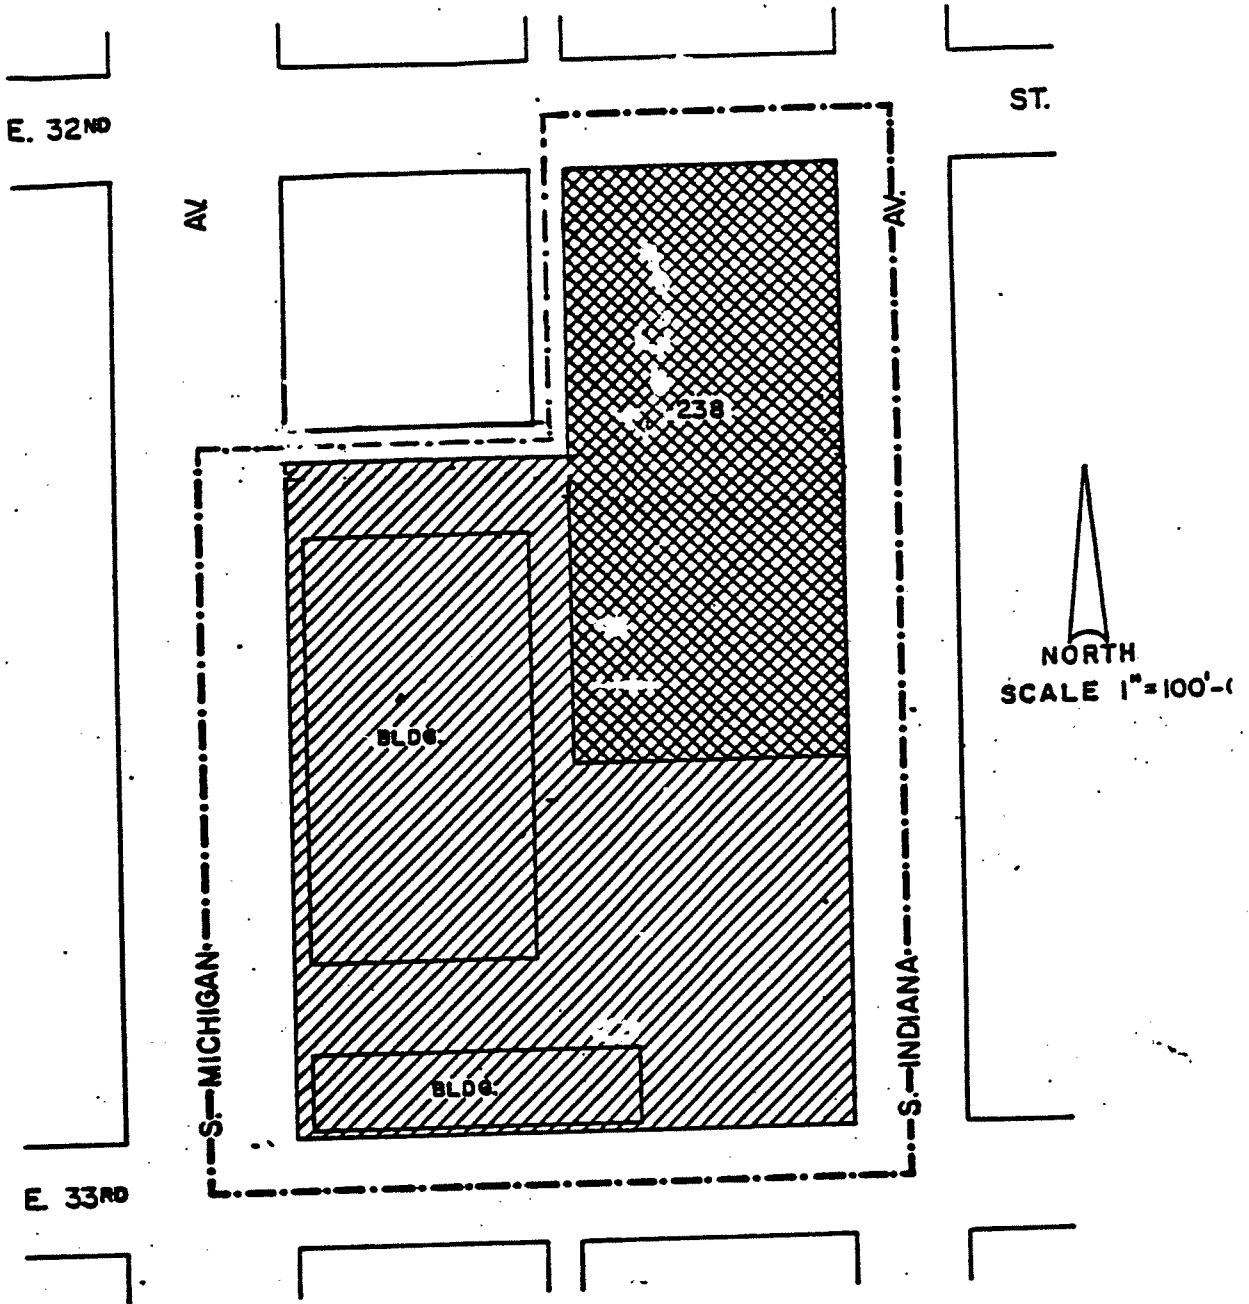 E. 32ND
ST.
AV.
AV.
238
NORTH
SCALE 1"=100'-
BLDG.
S. MICHIGAN
S. INDIANA
BLDG.
E. 33RD